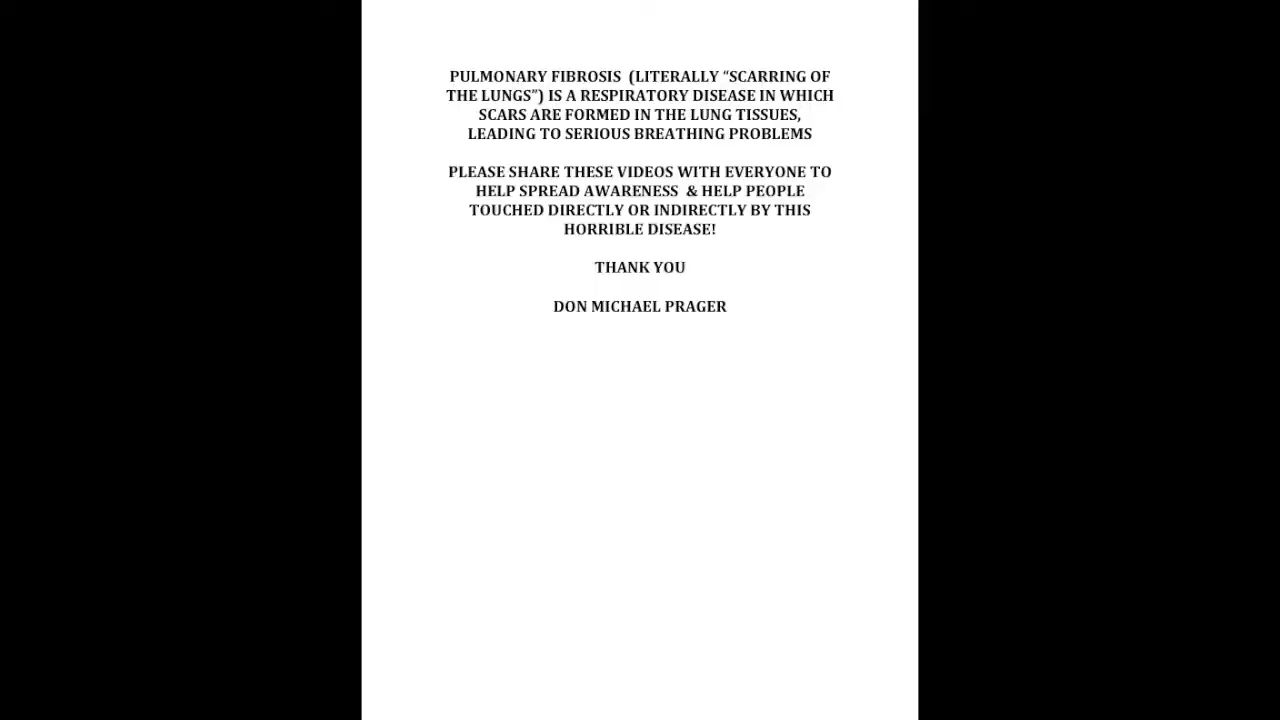 PULMONARY FIBROSIS  (LITERALLY “SCARRING OF
THE LUNGS”) IS A RESPIRATORY DISEASE IN WHICH
SCARS ARE FORMED IN THE LUNG TISSUES,
LEADING TO SERIOUS BREATHING PROBLEMS
PLEASE SHARE THESE VIDEOS WITH EVERYONE TO
HELP SPREAD AWARENESS  & HELP PEOPLE
TOUCHED DIRECTLY OR INDIRECTLY BY THIS
HORRIBLE DISEASE!
THANK YOU
DON MICHAEL PRAGER